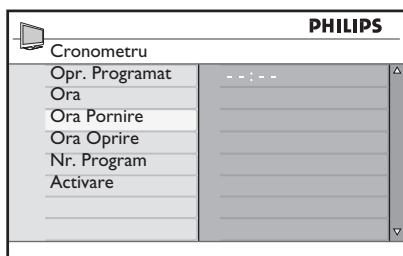 PHILIPS
Cronometru
Opr. Programat
--:--
Ora
Ora Pornire
Ora Oprire
Nr. Program
Activare